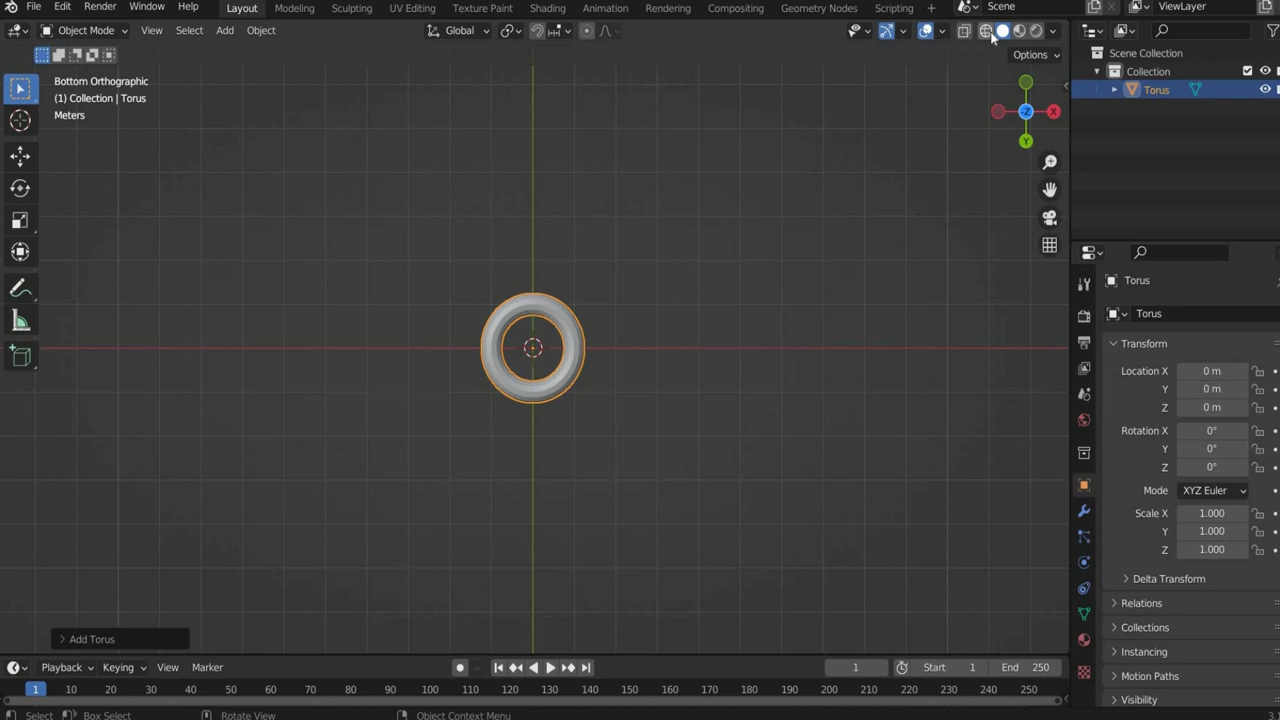 File Edit Render Window Help Layout Modeling Sculpting UV Editing Texture Paint Shading Animation Rendering Compositing Geometry Nodes Scripting + Scene ViewLayer
Object Mode View Select Add Object Global
Options
Bottom Orthographic
(1) Collection | Torus
Meters
-Z X Y
Add Torus
Scene Collection
Collection
Torus
Torus
Torus
Transform
Location X 0 m
Y 0 m
Z 0 m
Rotation X 0°
Y 0°
Z 0°
Mode XYZ Euler
Scale X 1.000
Y 1.000
Z 1.000
Delta Transform
Relations
Collections
Instancing
Motion Paths
Visibility
Playback Keying View Marker 1 Start 1 End 250
1 10 20 30 40 50 60 70 80 90 100 110 120 130 140 150 160 170 180 190 200 210 220 230 240 250
Select Box Select Rotate View Object Context Menu